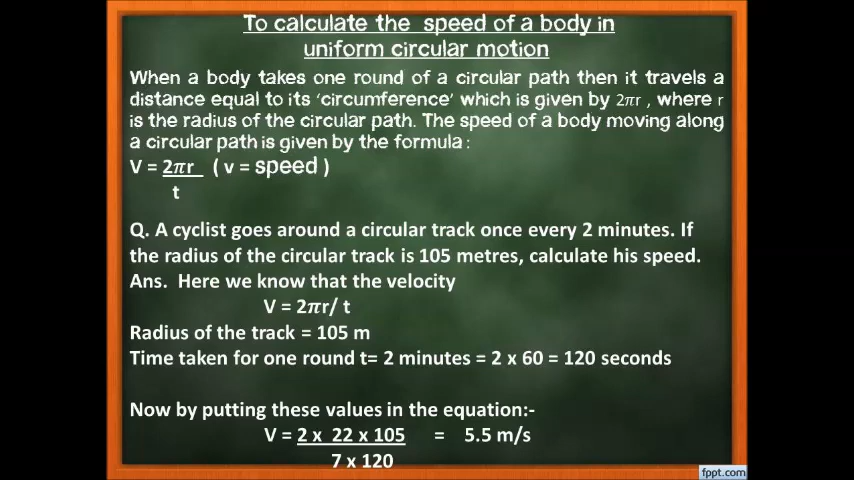 To calculate the speed of a body in
uniform circular motion
When a body takes one round of a circular path then it travels a
distance equal to its 'circumference' which is given by 2πr , where r
is the radius of the circular path. The speed of a body moving along
a circular path is given by the formula :
V = 2πr ( v = speed )
t
Q. A cyclist goes around a circular track once every 2 minutes. If
the radius of the circular track is 105 metres, calculate his speed.
Ans. Here we know that the velocity
V = 2πr/ t
Radius of the track = 105 m
Time taken for one round t= 2 minutes = 2 x 60 = 120 seconds
Now by putting these values in the equation:-
V = 2 x 22 x 105 = 5.5 m/s
7 x 120
fppt.com